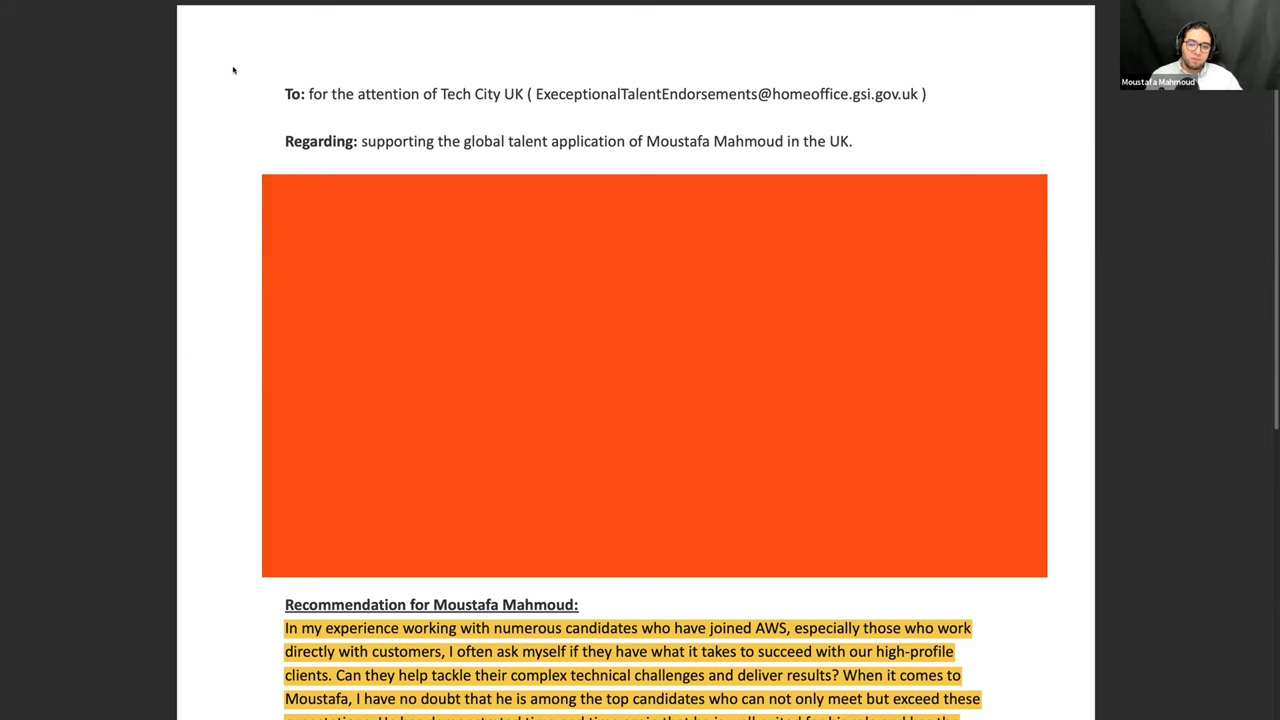 To: for the attention of Tech City UK ( ExeceptionalTalentEndorsements@homeoffice.gsi.gov.uk )
Regarding: supporting the global talent application of Moustafa Mahmoud in the UK.
Moustafa Mahmoud
Recommendation for Moustafa Mahmoud:
In my experience working with numerous candidates who have joined AWS, especially those who work
directly with customers, I often ask myself if they have what it takes to succeed with our high-profile
clients. Can they help tackle their complex technical challenges and deliver results? When it comes to
Moustafa, I have no doubt that he is among the top candidates who can not only meet but exceed these